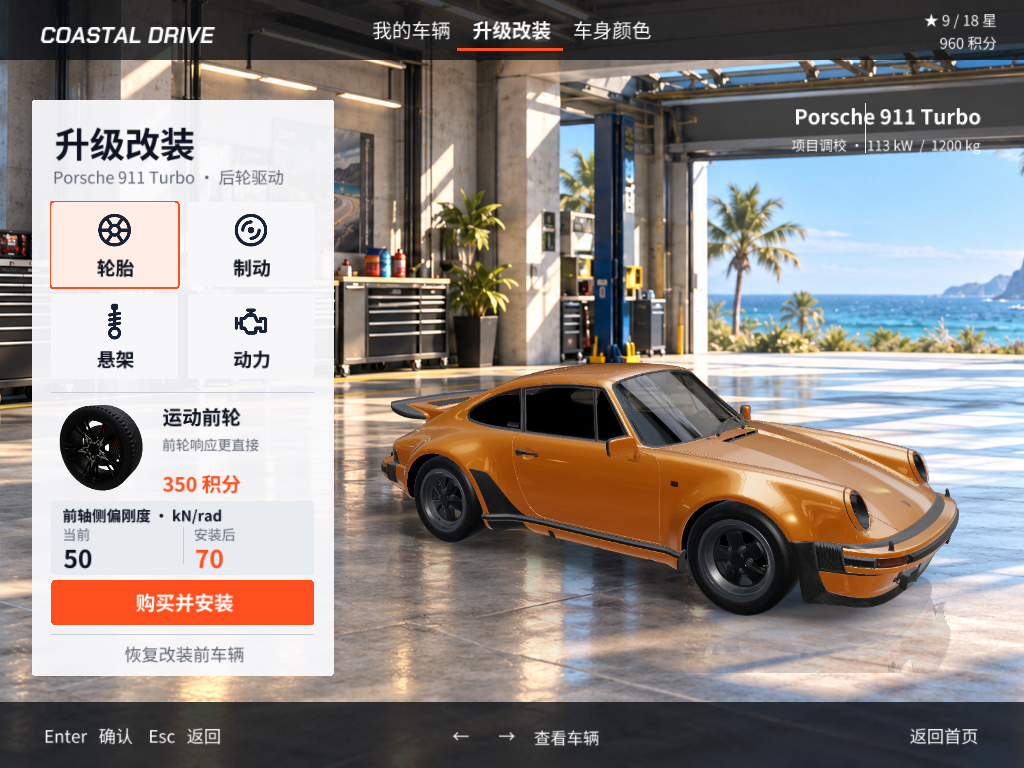 COASTAL DRIVE
我的车辆 升级改装 车身颜色
★ 9 / 18 星
960 积分
Porsche 911 Turbo
项目调校 · 113 kW / 1200 kg
升级改装
Porsche 911 Turbo · 后轮驱动
轮胎 制动
悬架 动力
运动前轮
前轮响应更直接
350 积分
前轴侧偏刚度 · kN/rad
当前 安装后
50 70
购买并安装
恢复改装前车辆
Enter 确认 Esc 返回
← → 查看车辆
返回首页